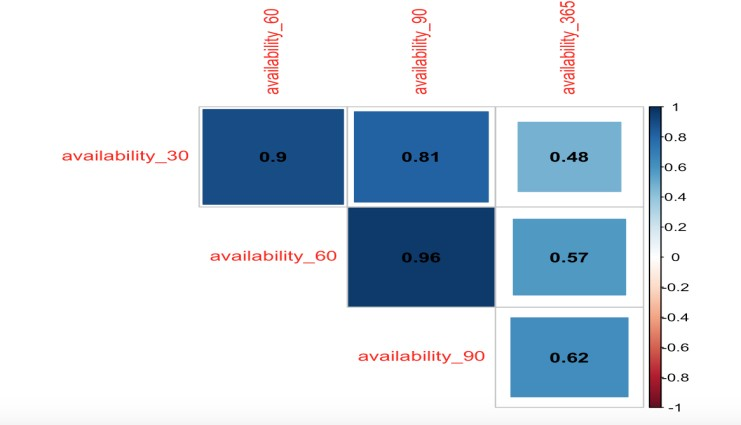 availability_60
availability_90
availability_365
availability_30 0.9 0.81 0.48
availability_60 0.96 0.57
availability_90 0.62
1
0.8
0.6
0.4
0.2
0
-0.2
-0.4
-0.6
-0.8
-1